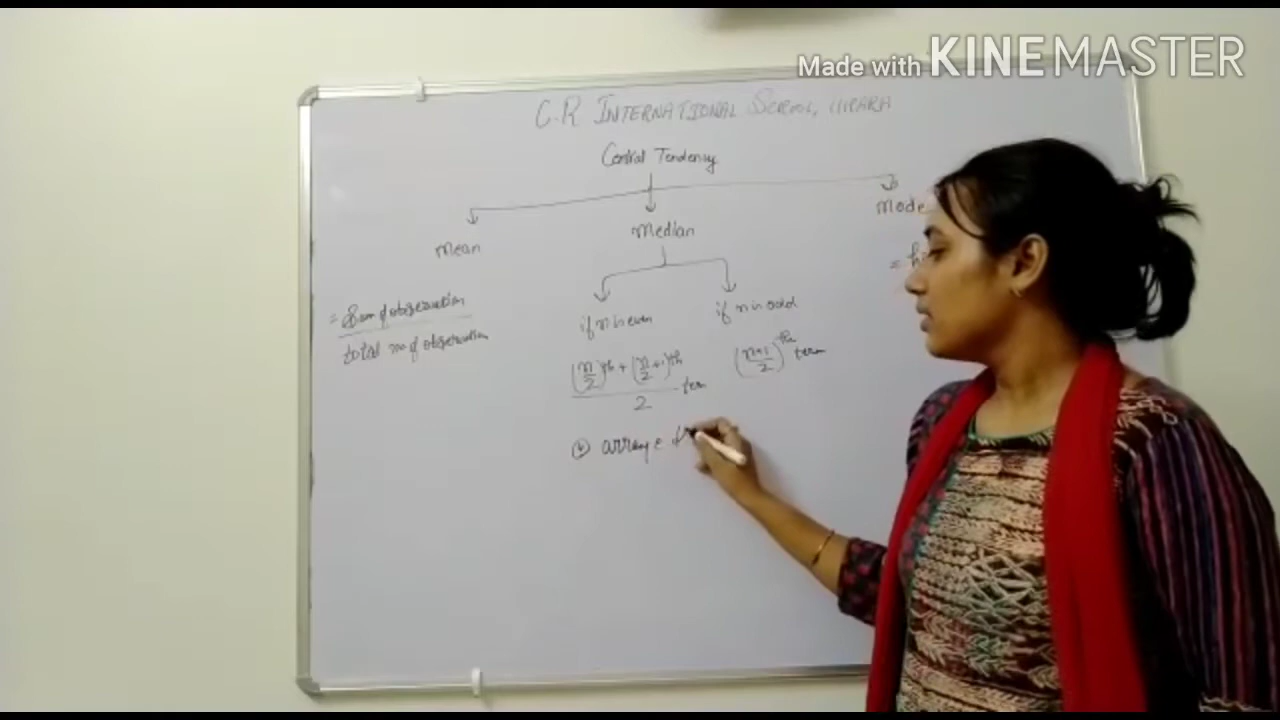 Made with KINEMASTER
C.R INTERNATIONAL SCHOOL,
Central Tendency
Mean
Median
Mode
= Sum of observation
total no of observation
if n is even
if n is odd
(n/2)th + (n/2+1)th
2
term
(n+1/2)th term
arrange